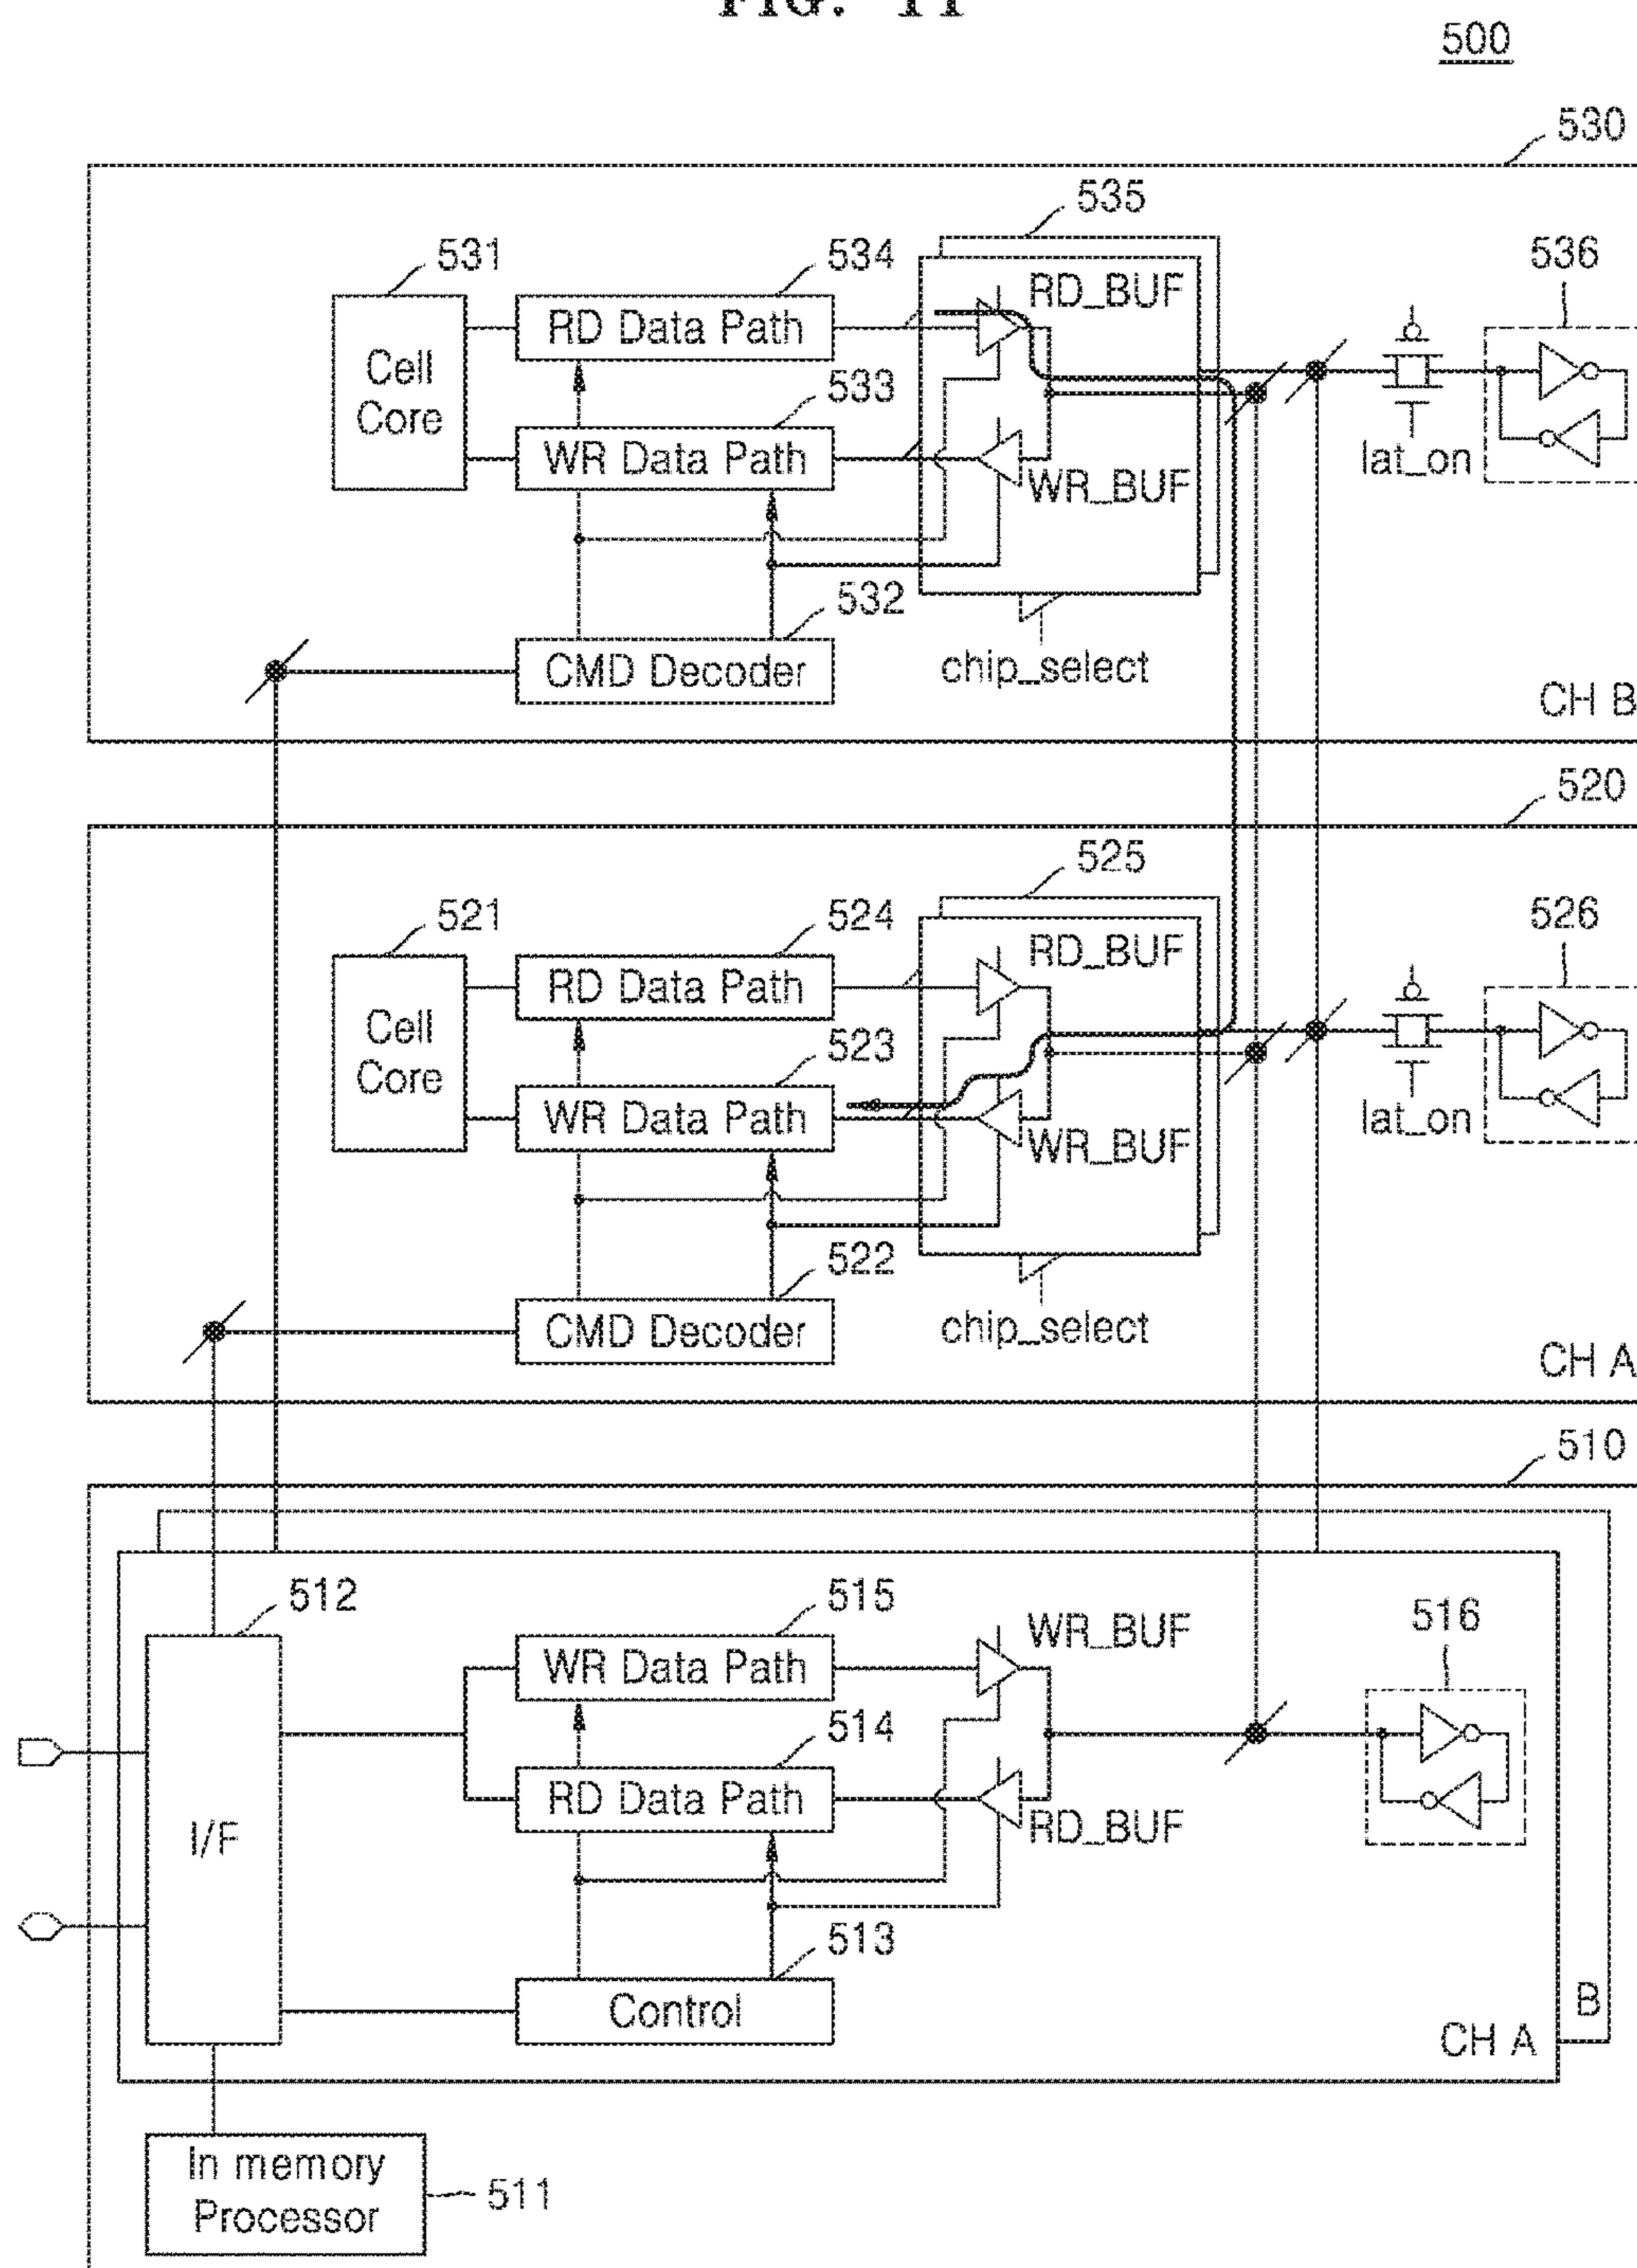 FIG. 11
500
530
535
531
534
536
RD_BUF
RD Data Path
Cell
Core
533
WR Data Path
lat_on
WR_BUF
532
CMD Decoder
chip_select
CH B
520
525
521
524
526
RD_BUF
RD Data Path
Cell
Core
523
WR Data Path
lat_on
WR_BUF
522
CMD Decoder
chip_select
CH A
510
512
515
WR_BUF
516
WR Data Path
514
RD Data Path
RD_BUF
I/F
513
Control
B
CH A
In memory
Processor
511